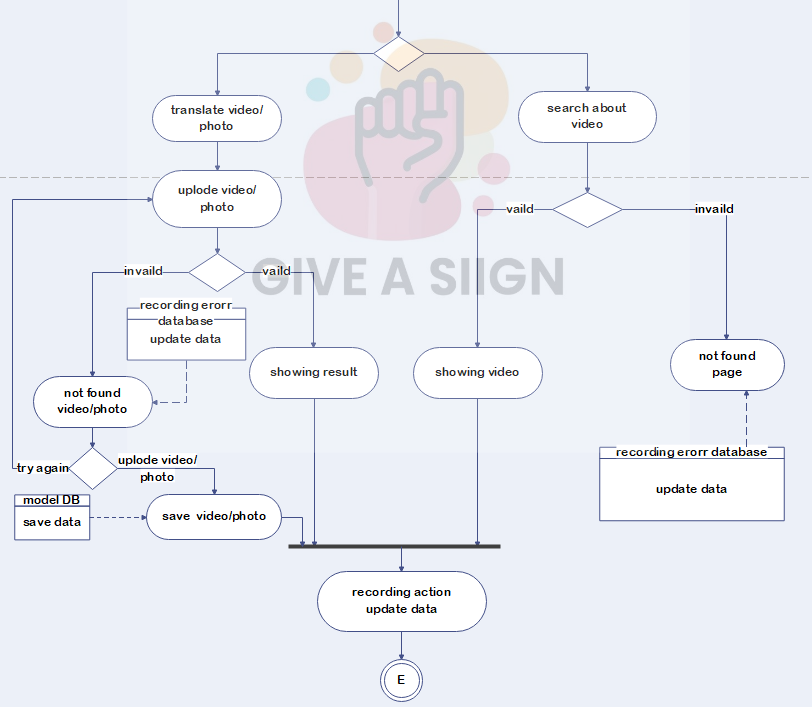 translate video/
photo
search about
video
uplode video/
photo
vaild
invaild
invaild
vaild
GIVE A SIIGN
recording erorr
database
update data
showing result
showing video
not found
page
not found
video/photo
try again
uplode video/
photo
recording erorr database
update data
model DB
save data
save video/photo
recording action
update data
E